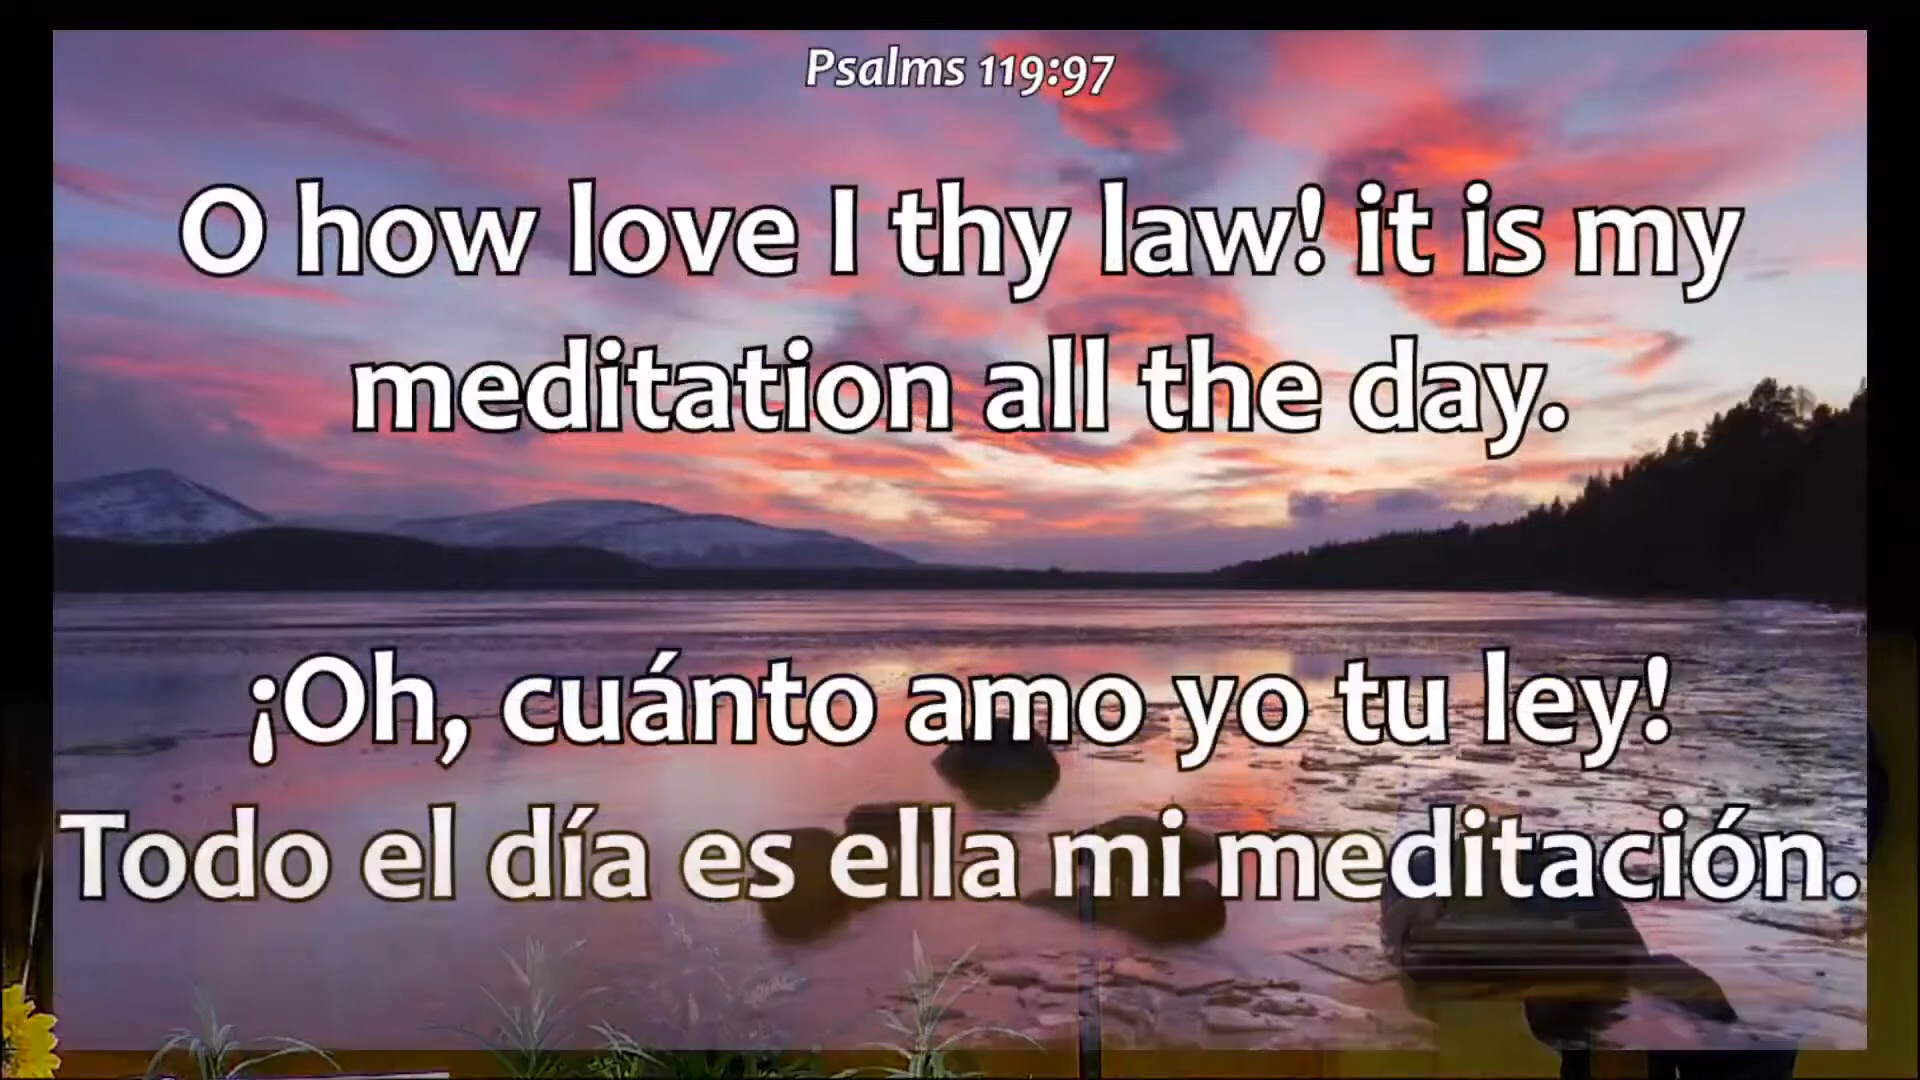 Psalms 119:97
O how love I thy law! it is my
meditation all the day.
¡Oh, cuánto amo yo tu ley!
Todo el día es ella mi meditación.